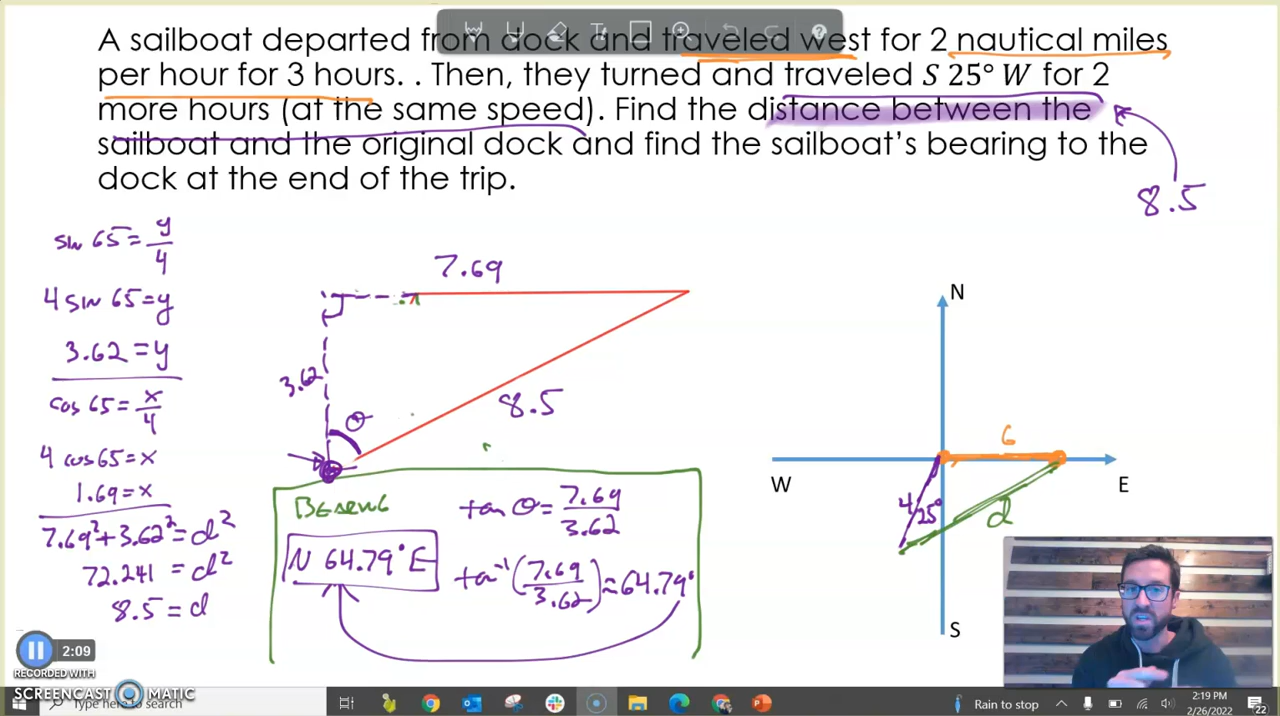 A sailboat departed from dock and traveled west for 2 nautical miles
per hour for 3 hours. . Then, they turned and traveled S 25° W for 2
more hours (at the same speed). Find the distance between the
sailboat and the original dock and find the sailboat's bearing to the
dock at the end of the trip.
8.5
sin 65 = y/4
4 sin 65 = y
3.62 = y
cos 65 = x/4
4 cos 65 = x
1.69 = x
7.69² + 3.62² = d²
72.241 = d²
8.5 = d
7.69
3.62
θ
8.5
tan θ = 7.69/3.62
N 64.79° E
tan⁻¹(7.69/3.62) ≈ 64.79°
N
6
W
E
4
25°
d
S
2:09
RECORDED WITH
SCREENCAST MATIC
Type here to search
Rain to stop
2:19 PM
2/26/2022
22